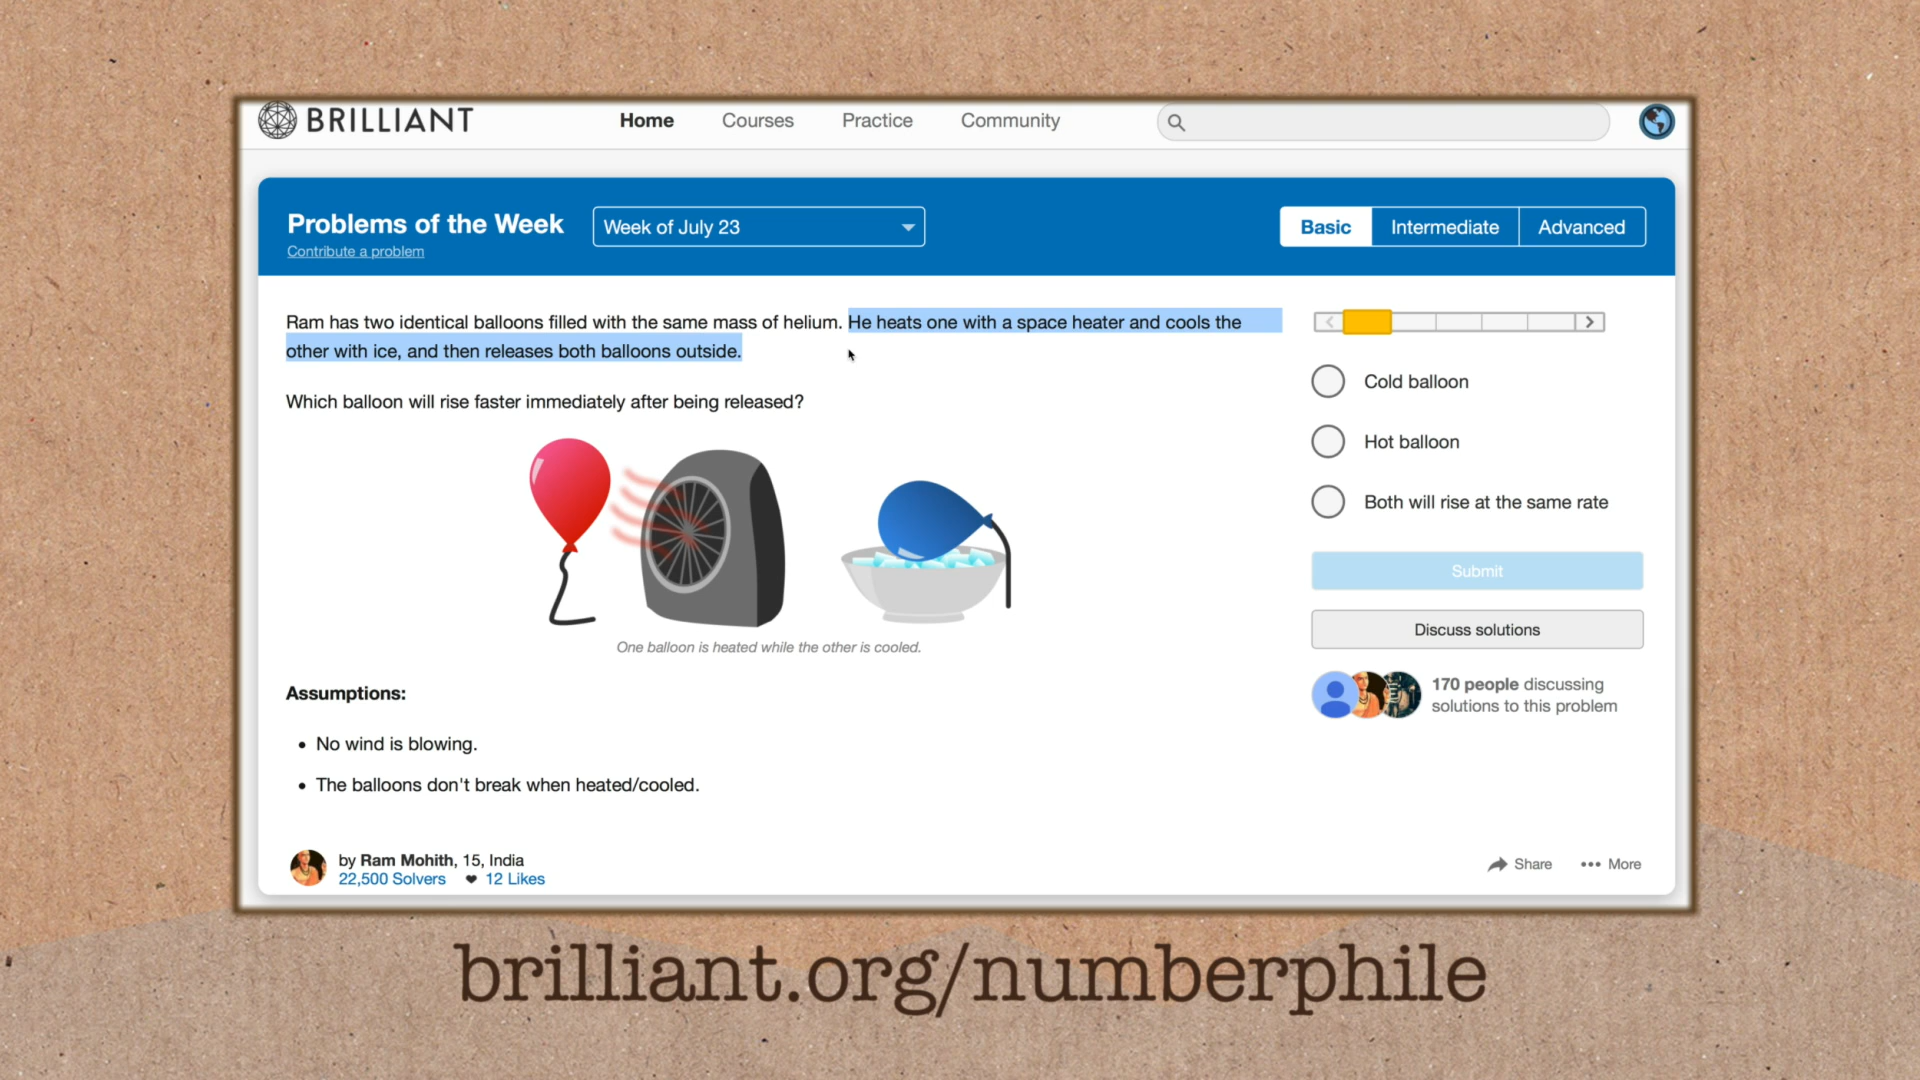 BRILLIANT
Home Courses Practice Community
Problems of the Week
Week of July 23
Basic Intermediate Advanced
Contribute a problem
Ram has two identical balloons filled with the same mass of helium. He heats one with a space heater and cools the
other with ice, and then releases both balloons outside.
Which balloon will rise faster immediately after being released?
One balloon is heated while the other is cooled.
Assumptions:
• No wind is blowing.
• The balloons don't break when heated/cooled.
by Ram Mohith, 15, India
22,500 Solvers 12 Likes
Cold balloon
Hot balloon
Both will rise at the same rate
Submit
Discuss solutions
170 people discussing
solutions to this problem
Share ••• More
brilliant.org/numberphile